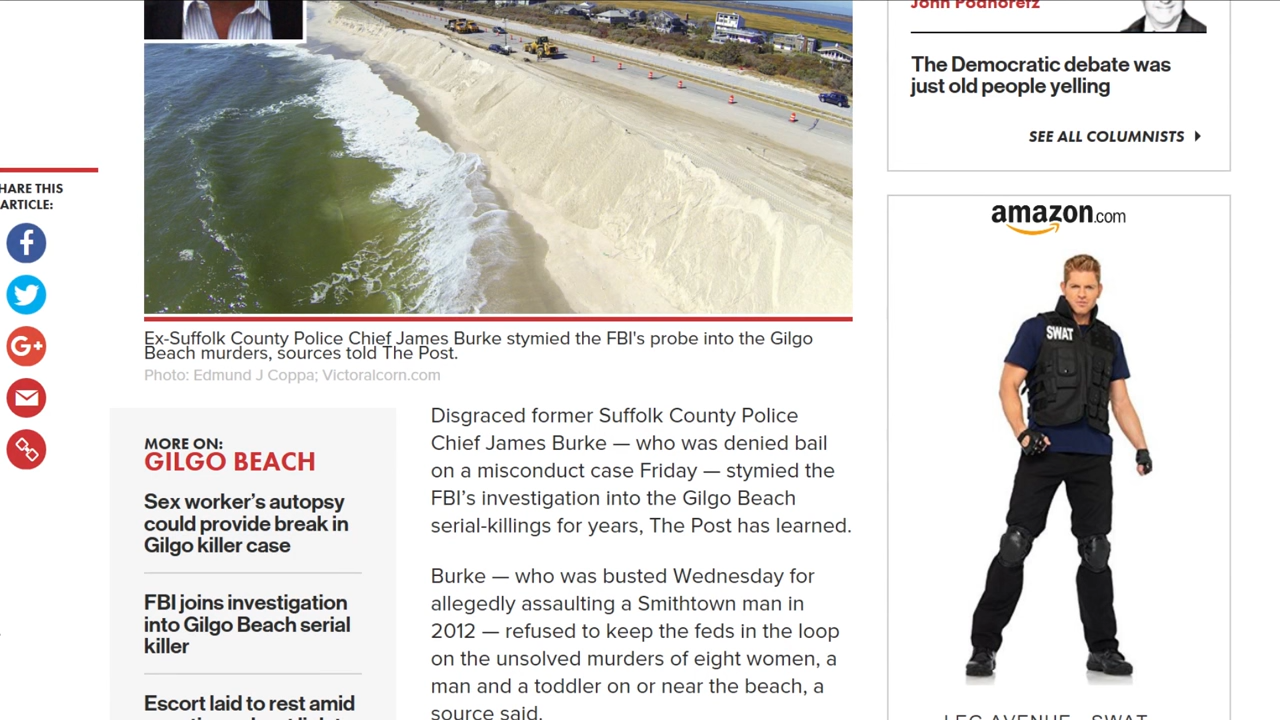 John Podhoretz
The Democratic debate was
just old people yelling
SEE ALL COLUMNISTS
HARE THIS
ARTICLE:
f
G+
Ex-Suffolk County Police Chief James Burke stymied the FBI's probe into the Gilgo
Beach murders, sources told The Post.
Photo: Edmund J Coppa; Victoralcorn.com
MORE ON:
GILGO BEACH
Sex worker's autopsy
could provide break in
Gilgo killer case
FBI joins investigation
into Gilgo Beach serial
killer
Escort laid to rest amid
Disgraced former Suffolk County Police
Chief James Burke — who was denied bail
on a misconduct case Friday — stymied the
FBI's investigation into the Gilgo Beach
serial-killings for years, The Post has learned.
Burke — who was busted Wednesday for
allegedly assaulting a Smithtown man in
2012 — refused to keep the feds in the loop
on the unsolved murders of eight women, a
man and a toddler on or near the beach, a
source said.
amazon.com
SWAT
LEG AVENUE - SWAT